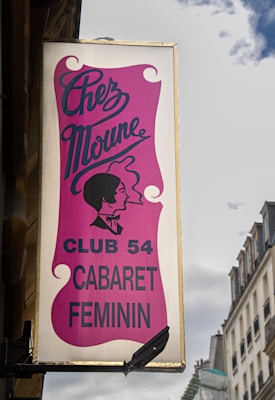 Chez
Moune
CLUB 54
CABARET
FEMININ